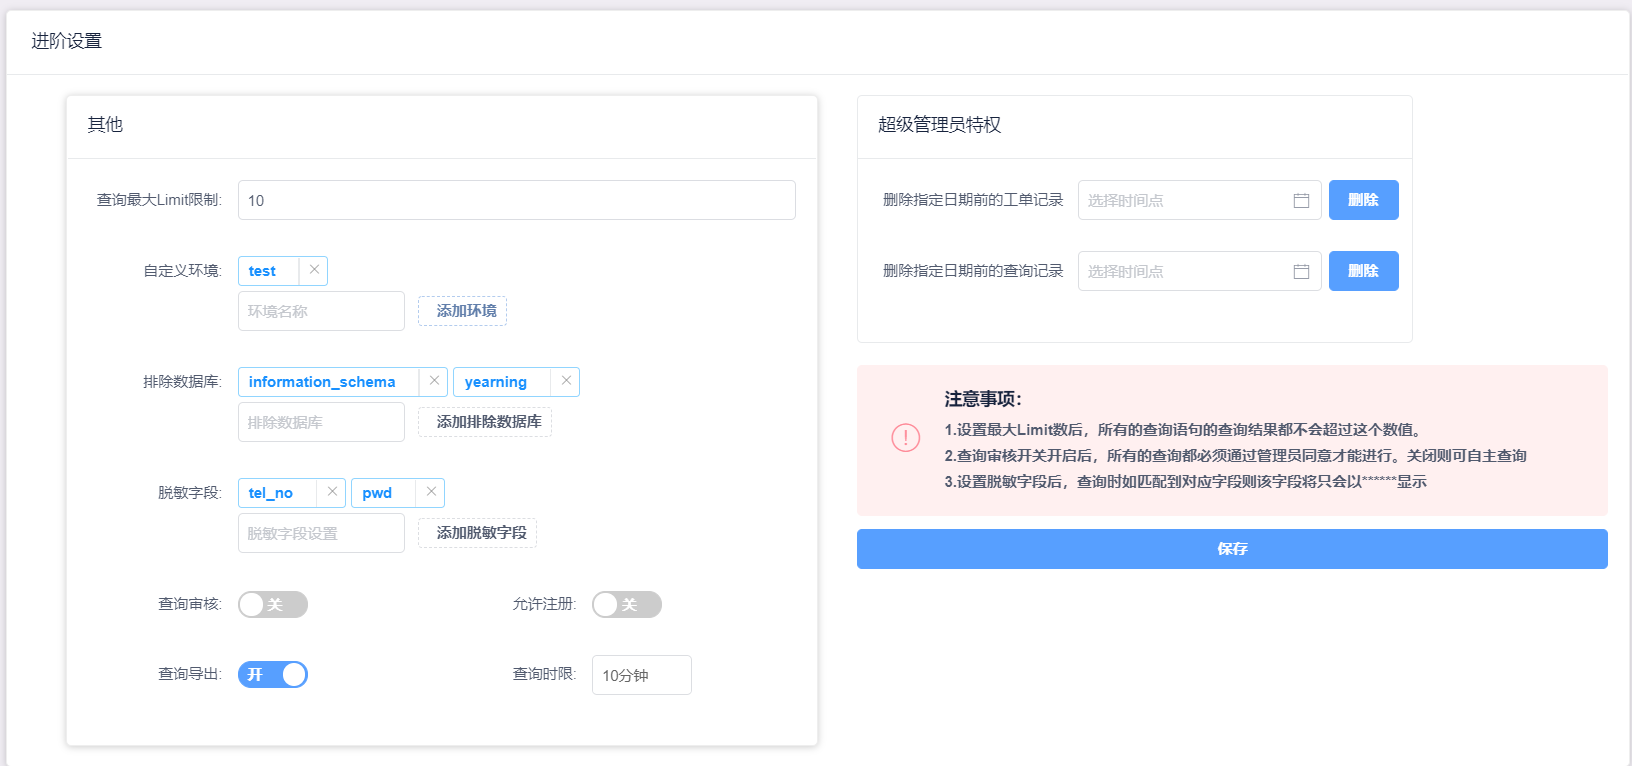 进阶设置
其他
查询最大Limit限制: 10
自定义环境: test
环境名称 添加环境
排除数据库: information_schema yearning
排除数据库 添加排除数据库
脱敏字段: tel_no pwd
脱敏字段设置 添加脱敏字段
查询审核: 关 允许注册: 关
查询导出: 开 查询时限: 10分钟
超级管理员特权
删除指定日期前的工单记录 选择时间点 删除
删除指定日期前的查询记录 选择时间点 删除
注意事项：
1.设置最大Limit数后，所有的查询语句的查询结果都不会超过这个数值。
2.查询审核开关开启后，所有的查询都必须通过管理员同意才能进行。关闭则可自主查询
3.设置脱敏字段后，查询时如匹配到对应字段则该字段将只会以******显示
保存